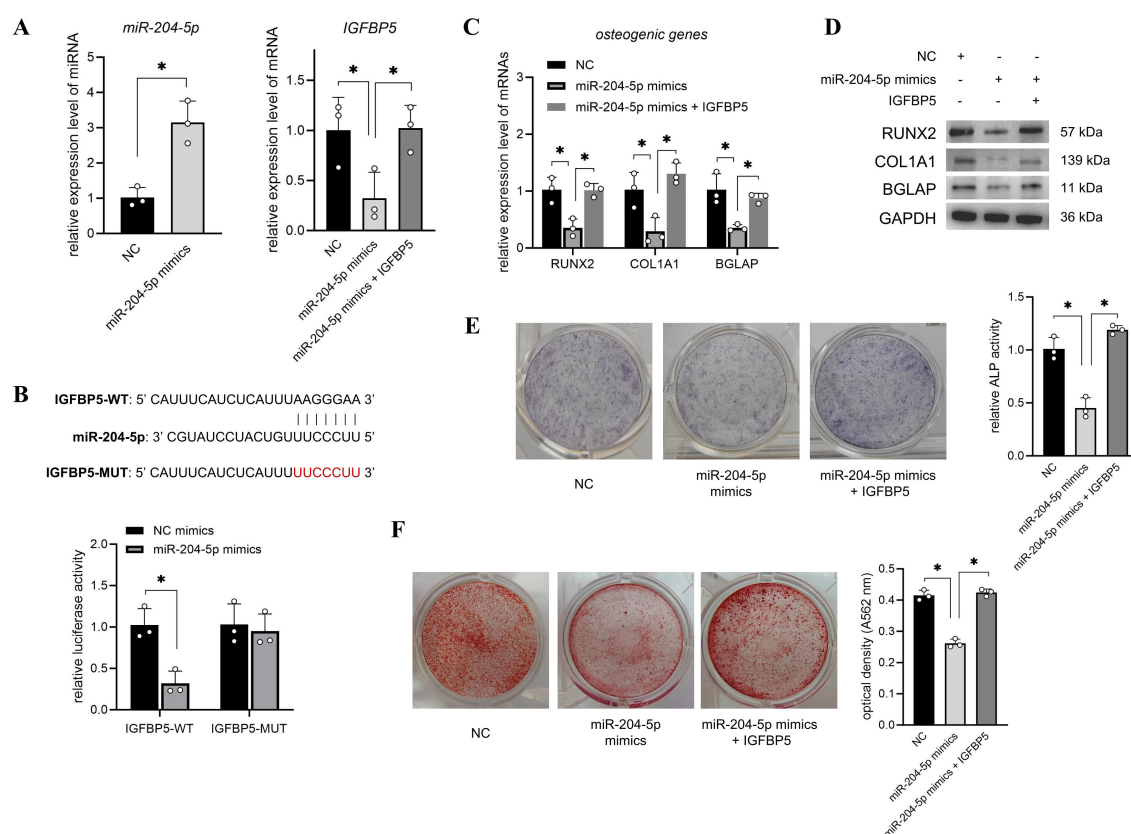 A
miR-204-5p
relative expression level of miRNA
5
4
3
2
1
0
*
NC
miR-204-5p mimics
IGFBP5
relative expression level of mRNA
1.5
1.0
0.5
0.0
* *
NC
miR-204-5p mimics
miR-204-5p mimics + IGFBP5
B
IGFBP5-WT: 5' CAUUUCAUCUCAUUUAAGGGAA 3'
| | | | | | |
miR-204-5p: 3' CGUAUCCUACUGUUUCCCUU 5'
IGFBP5-MUT: 5' CAUUUCAUCUCAUUUUUCCCUU 3'
NC mimics
miR-204-5p mimics
relative luciferase activity
2.0
1.5
1.0
0.5
0.0
*
IGFBP5-WT IGFBP5-MUT
C
osteogenic genes
NC
miR-204-5p mimics
miR-204-5p mimics + IGFBP5
relative expression level of mRNAs
3
2
1
0
* * * * * *
RUNX2 COL1A1 BGLAP
D
NC + - -
miR-204-5p mimics - + +
IGFBP5 - - +
RUNX2 57 kDa
COL1A1 139 kDa
BGLAP 11 kDa
GAPDH 36 kDa
E
NC
miR-204-5p
mimics
miR-204-5p mimics
+ IGFBP5
relative ALP activity
1.5
1.0
0.5
0.0
* *
NC
miR-204-5p mimics
miR-204-5p mimics + IGFBP5
F
NC
miR-204-5p
mimics
miR-204-5p mimics
+ IGFBP5
optical density (A562 nm)
0.5
0.4
0.3
0.2
0.1
0.0
* *
NC
miR-204-5p mimics
miR-204-5p mimics + IGFBP5